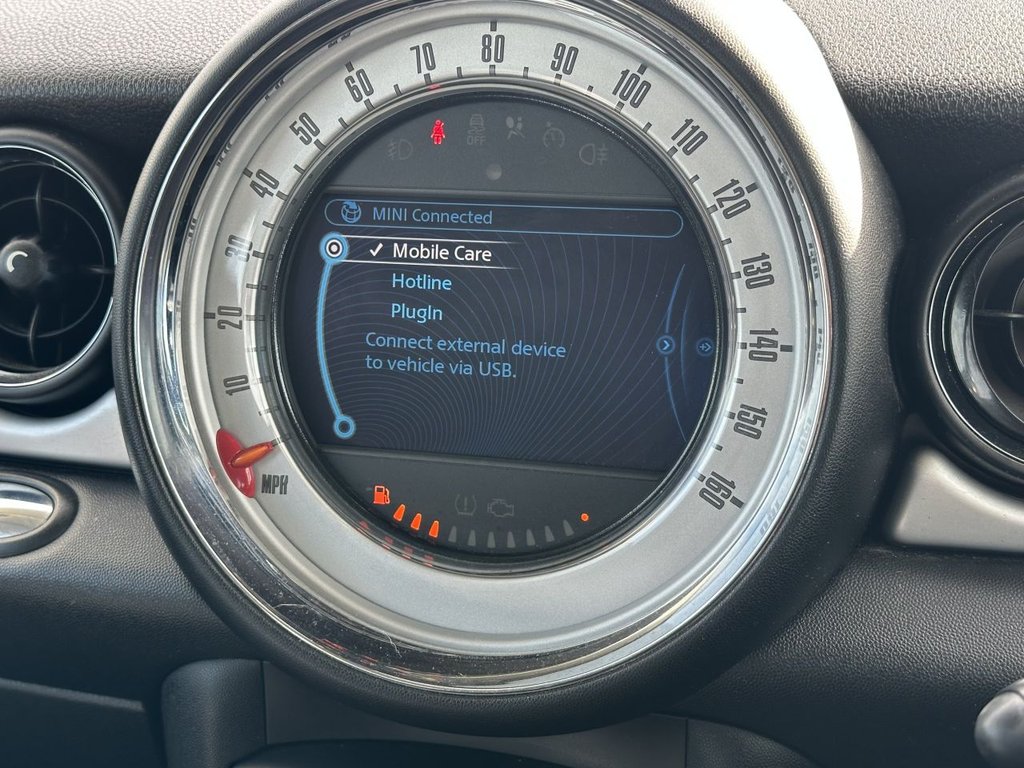 10
20
30
40
50
60
70
80
90
100
110
120
130
140
150
160
MPH
OFF
MINI Connected
✓ Mobile Care
Hotline
PlugIn
Connect external device
to vehicle via USB.